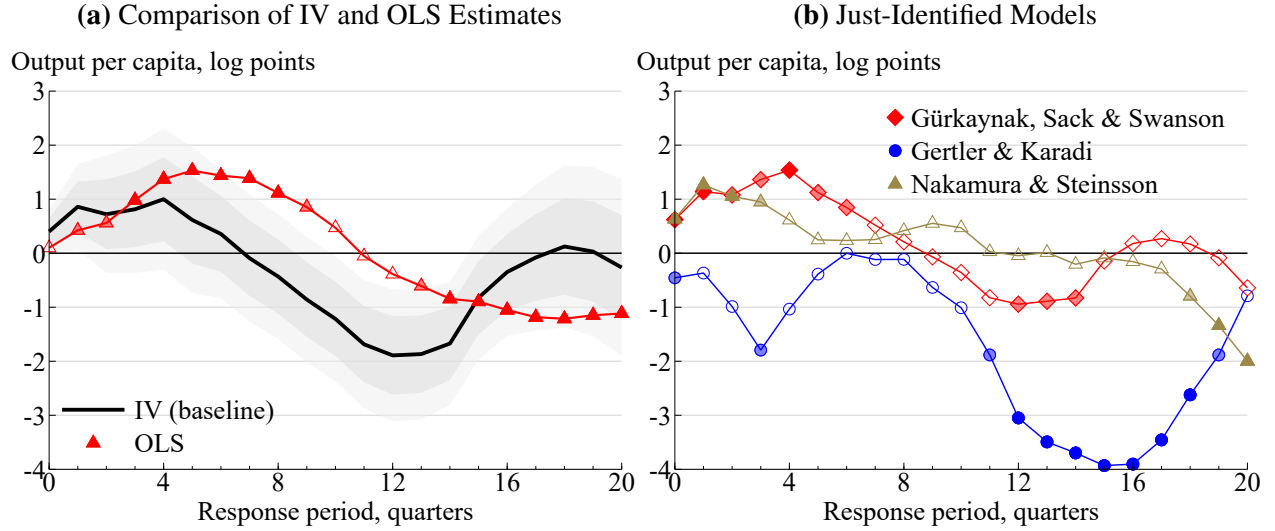 (a) Comparison of IV and OLS Estimates
Output per capita, log points
3
2
1
0
-1
-2
-3
-4
IV (baseline)
OLS
0 4 8 12 16 20
Response period, quarters
(b) Just-Identified Models
Output per capita, log points
3
2
1
0
-1
-2
-3
-4
Gürkaynak, Sack & Swanson
Gertler & Karadi
Nakamura & Steinsson
0 4 8 12 16 20
Response period, quarters